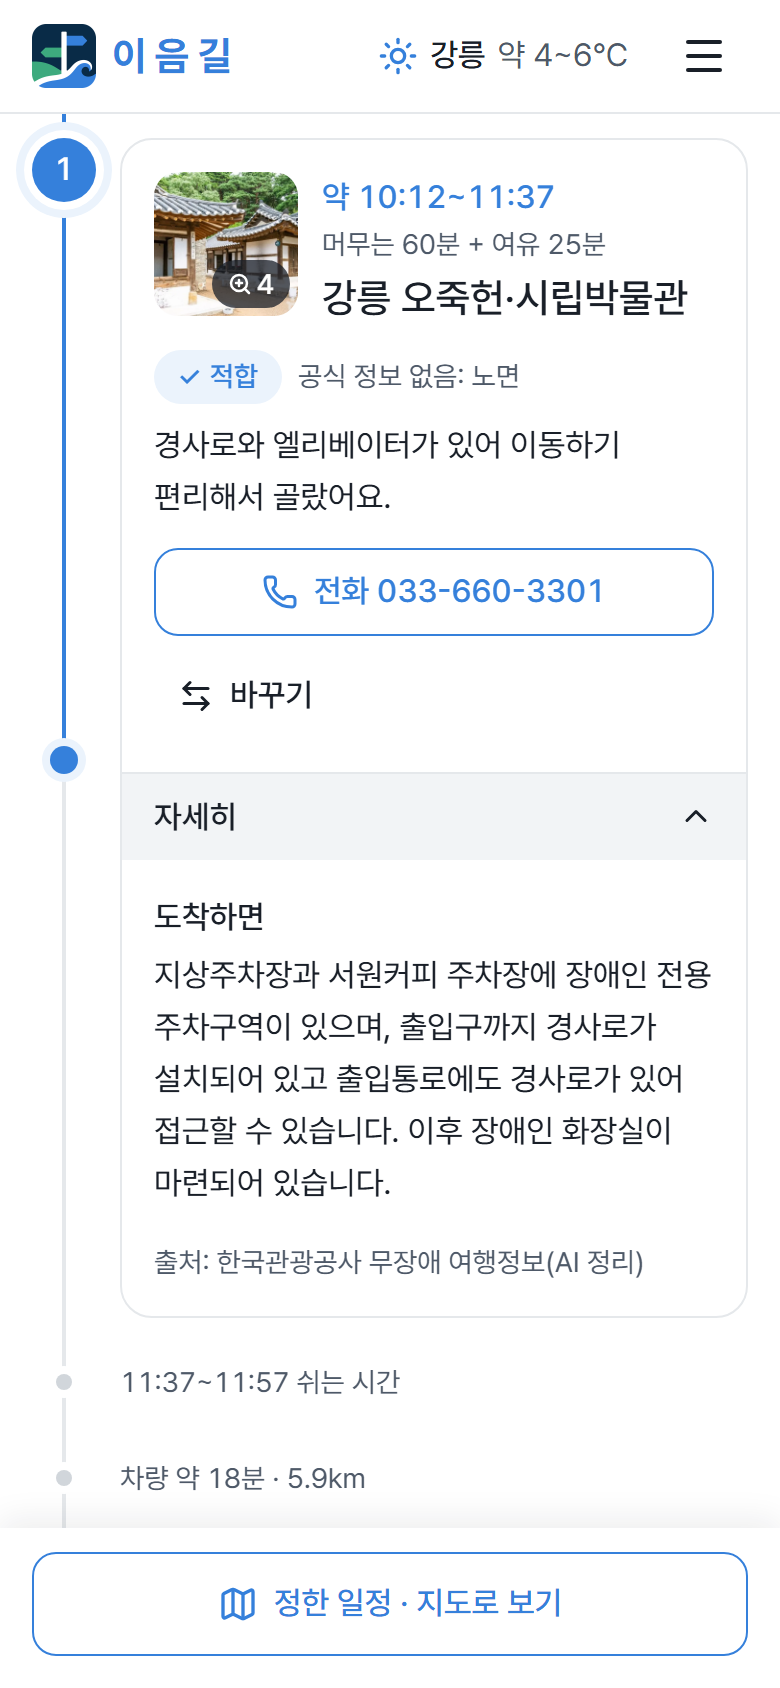 이음길
강릉 약 4~6°C
1
약 10:12~11:37
머무는 60분 + 여유 25분
4
강릉 오죽헌·시립박물관
적합
공식 정보 없음: 노면
경사로와 엘리베이터가 있어 이동하기
편리해서 골랐어요.
전화 033-660-3301
바꾸기
자세히
도착하면
지상주차장과 서원커피 주차장에 장애인 전용
주차구역이 있으며, 출입구까지 경사로가
설치되어 있고 출입통로에도 경사로가 있어
접근할 수 있습니다. 이후 장애인 화장실이
마련되어 있습니다.
출처: 한국관광공사 무장애 여행정보(AI 정리)
11:37~11:57 쉬는 시간
차량 약 18분 · 5.9km
정한 일정 · 지도로 보기